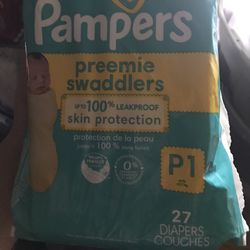 Pampers
preemie
swaddlers
UP TO 100% LEAKPROOF
skin protection
protection de la peau
jusqu'à 100 % sans fuites
0%
P1
27
DIAPERS
COUCHES